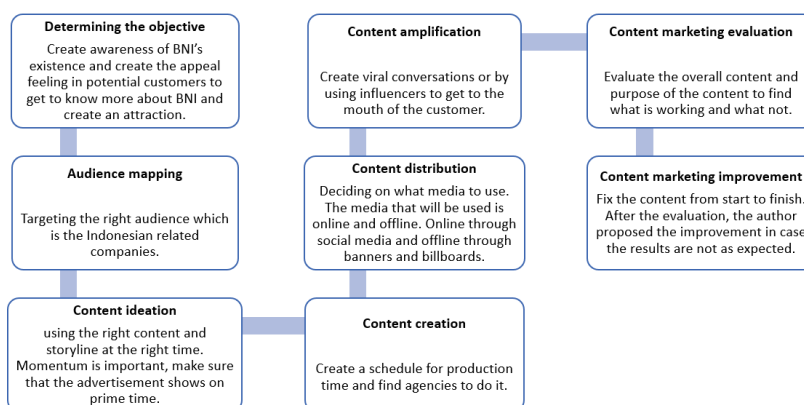 Determining the objective
Create awareness of BNI's
existence and create the appeal
feeling in potential customers to
get to know more about BNI and
create an attraction.
Audience mapping
Targeting the right audience which
is the Indonesian related
companies.
Content ideation
using the right content and
storyline at the right time.
Momentum is important, make sure
that the advertisement shows on
prime time.
Content creation
Create a schedule for production
time and find agencies to do it.
Content distribution
Deciding on what media to use.
The media that will be used is
online and offline. Online through
social media and offline through
banners and billboards.
Content amplification
Create viral conversations or by
using influencers to get to the
mouth of the customer.
Content marketing evaluation
Evaluate the overall content and
purpose of the content to find
what is working and what not.
Content marketing improvement
Fix the content from start to finish.
After the evaluation, the author
proposed the improvement in case
the results are not as expected.